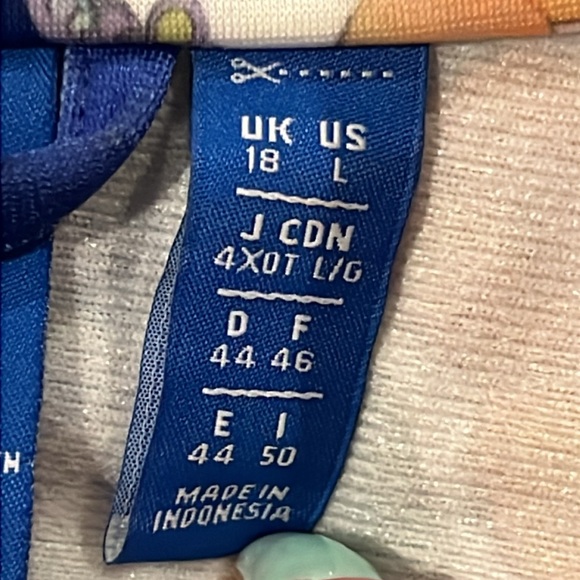 UK US
18 L
J CDN
4XOT L/G
D F
44 46
E I
44 50
MADE IN
INDONESIA